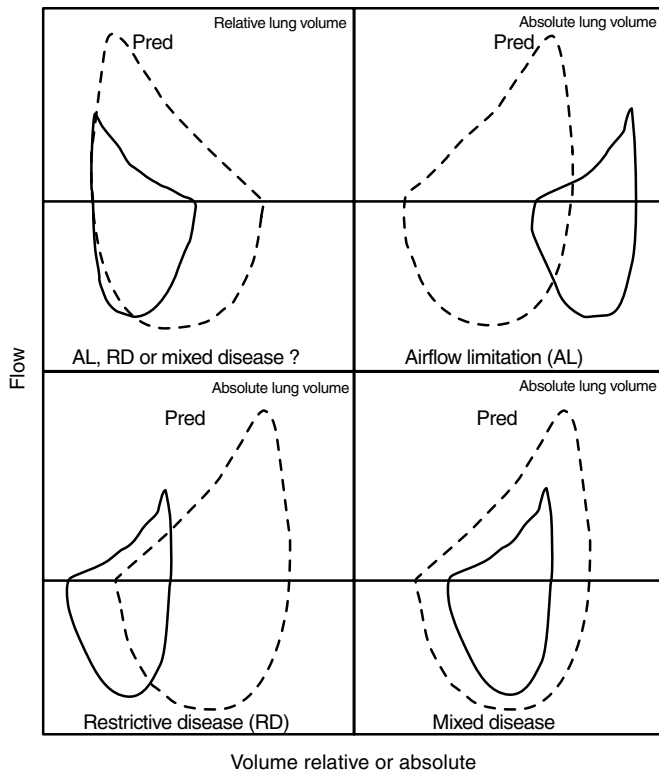 Relative lung volume
Pred
AL, RD or mixed disease ?
Absolute lung volume
Pred
Airflow limitation (AL)
Absolute lung volume
Pred
Restrictive disease (RD)
Absolute lung volume
Pred
Mixed disease
Flow
Volume relative or absolute